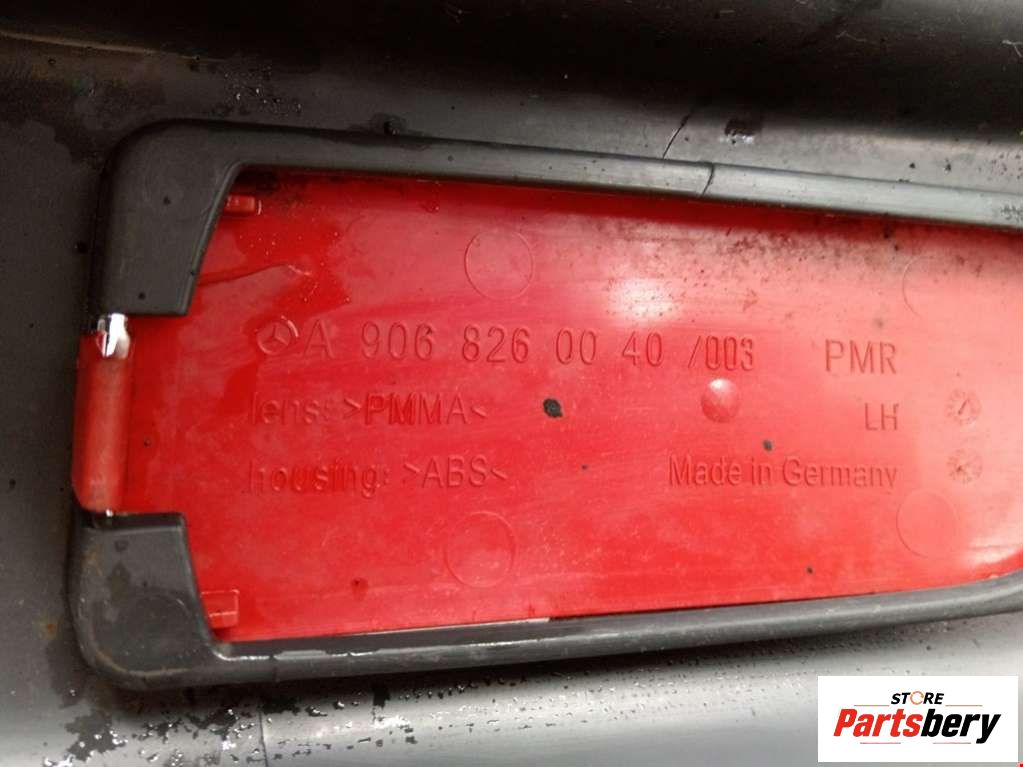 A 906 826 00 40 /003 PMR
lens: >PMMA< LH
housing: >ABS< Made in Germany
STORE
Partsbery